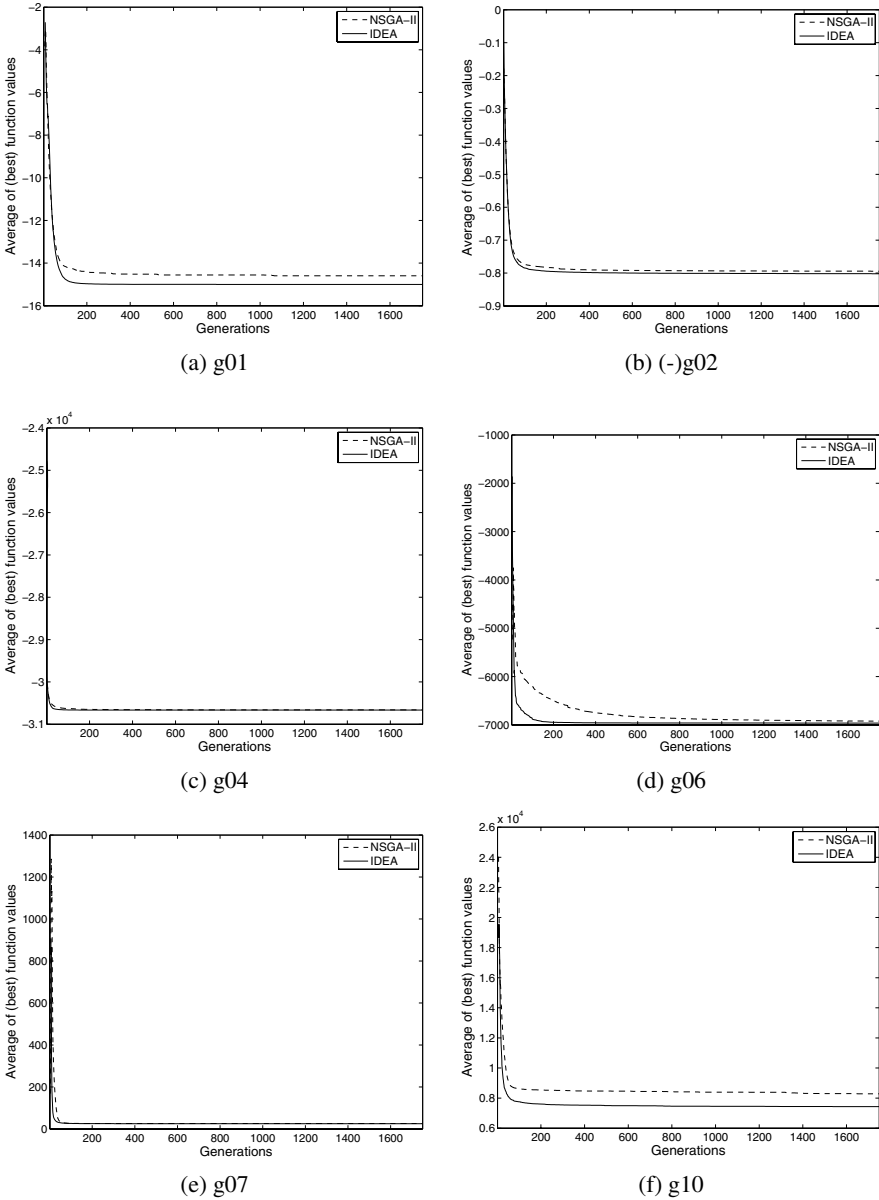 −2
−4
−6
−8
−10
−12
−14
−16
Average of (best) function values
200 400 600 800 1000 1200 1400 1600
Generations
NSGA−II
IDEA
(a) g01
0
−0.1
−0.2
−0.3
−0.4
−0.5
−0.6
−0.7
−0.8
−0.9
Average of (best) function values
200 400 600 800 1000 1200 1400 1600
Generations
NSGA−II
IDEA
(b) (-)g02
x 10^4
−2.4
−2.5
−2.6
−2.7
−2.8
−2.9
−3
−3.1
Average of (best) function values
200 400 600 800 1000 1200 1400 1600
Generations
NSGA−II
IDEA
(c) g04
−1000
−2000
−3000
−4000
−5000
−6000
−7000
Average of (best) function values
200 400 600 800 1000 1200 1400 1600
Generations
NSGA−II
IDEA
(d) g06
1400
1200
1000
800
600
400
200
0
Average of (best) function values
200 400 600 800 1000 1200 1400 1600
Generations
NSGA−II
IDEA
(e) g07
x 10^4
2.6
2.4
2.2
2
1.8
1.6
1.4
1.2
1
0.8
0.6
Average of (best) function values
200 400 600 800 1000 1200 1400 1600
Generations
NSGA−II
IDEA
(f) g10